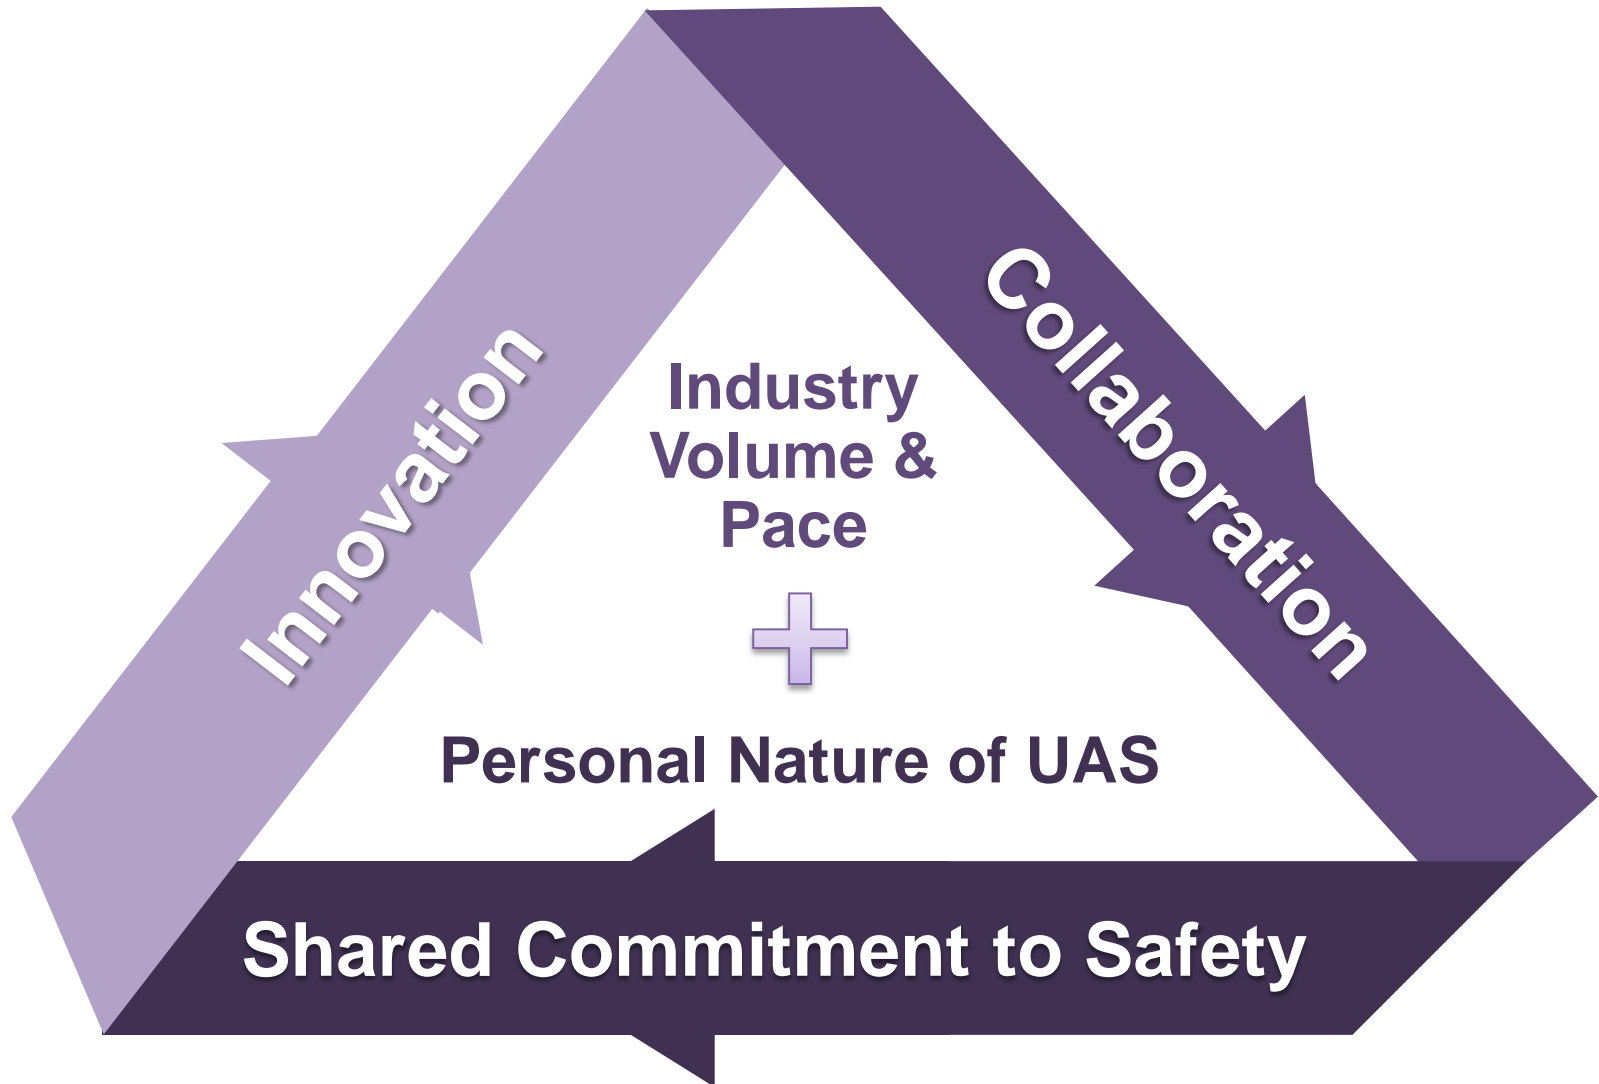 Innovation
Collaboration
Industry
Volume &
Pace
Personal Nature of UAS
Shared Commitment to Safety